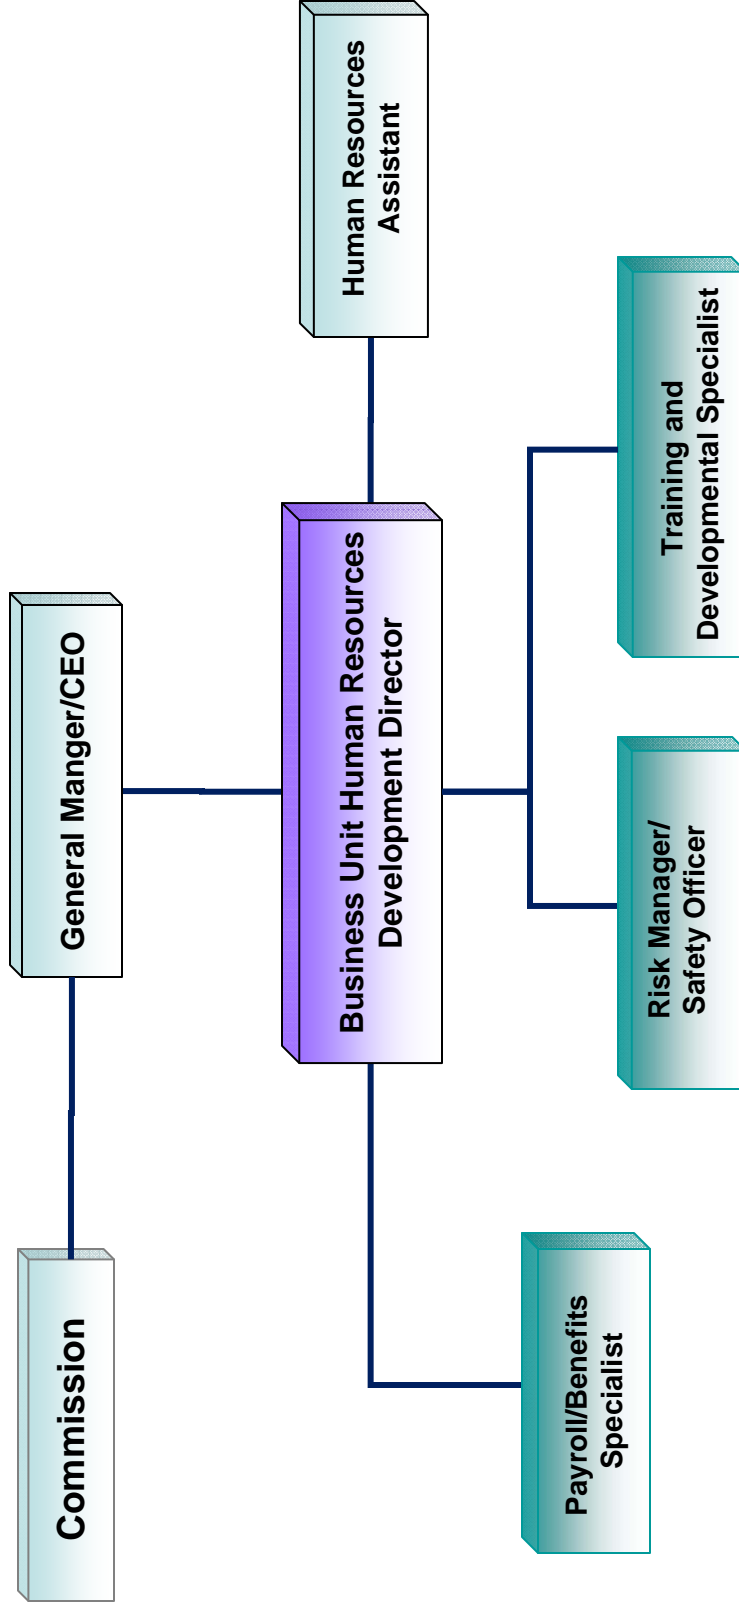 Commission
General Manger/CEO
Business Unit Human Resources
Development Director
Human Resources
Assistant
Payroll/Benefits
Specialist
Risk Manager/
Safety Officer
Training and
Developmental Specialist